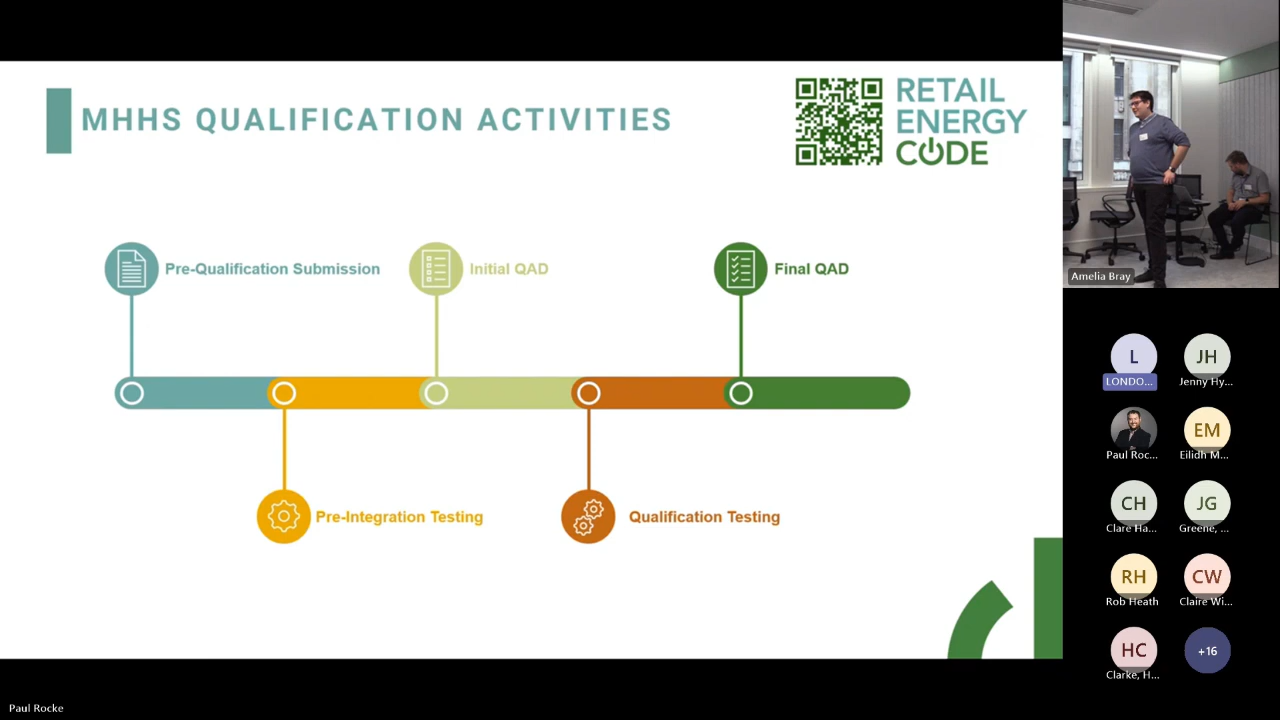 MHHS QUALIFICATION ACTIVITIES
RETAIL
ENERGY
CODE
Pre-Qualification Submission
Initial QAD
Final QAD
Pre-Integration Testing
Qualification Testing
Amelia Bray
L
JH
LONDO...
Jenny Hy...
EM
Paul Roc...
Eilidh M...
CH
JG
Clare Ha...
Greene, ...
RH
CW
Rob Heath
Claire Wi...
HC
+16
Clarke, H...
Paul Rocke